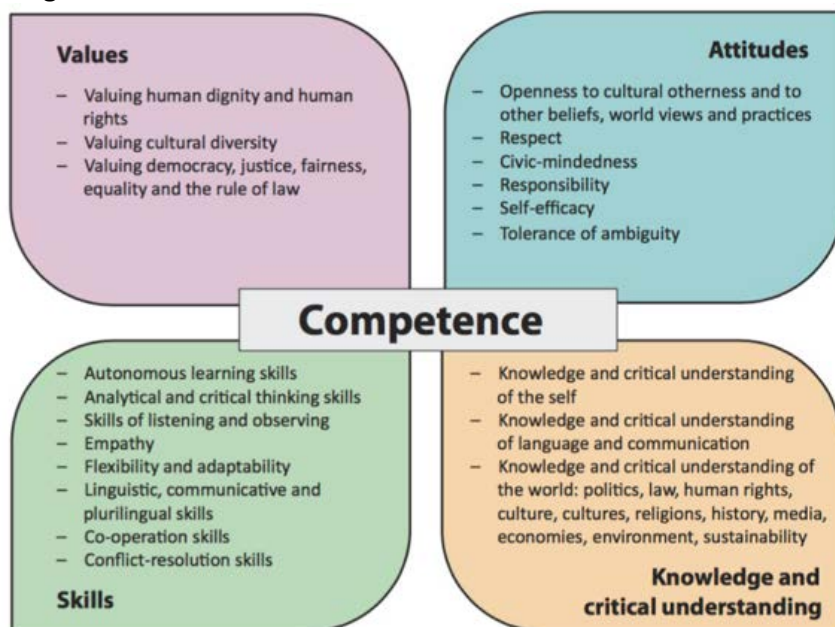 Values
– Valuing human dignity and human
rights
– Valuing cultural diversity
– Valuing democracy, justice, fairness,
equality and the rule of law
Attitudes
– Openness to cultural otherness and to
other beliefs, world views and practices
– Respect
– Civic-mindedness
– Responsibility
– Self-efficacy
– Tolerance of ambiguity
Competence
– Autonomous learning skills
– Analytical and critical thinking skills
– Skills of listening and observing
– Empathy
– Flexibility and adaptability
– Linguistic, communicative and
plurilingual skills
– Co-operation skills
– Conflict-resolution skills
Skills
– Knowledge and critical understanding
of the self
– Knowledge and critical understanding
of language and communication
– Knowledge and critical understanding of
the world: politics, law, human rights,
culture, cultures, religions, history, media,
economies, environment, sustainability
Knowledge and
critical understanding